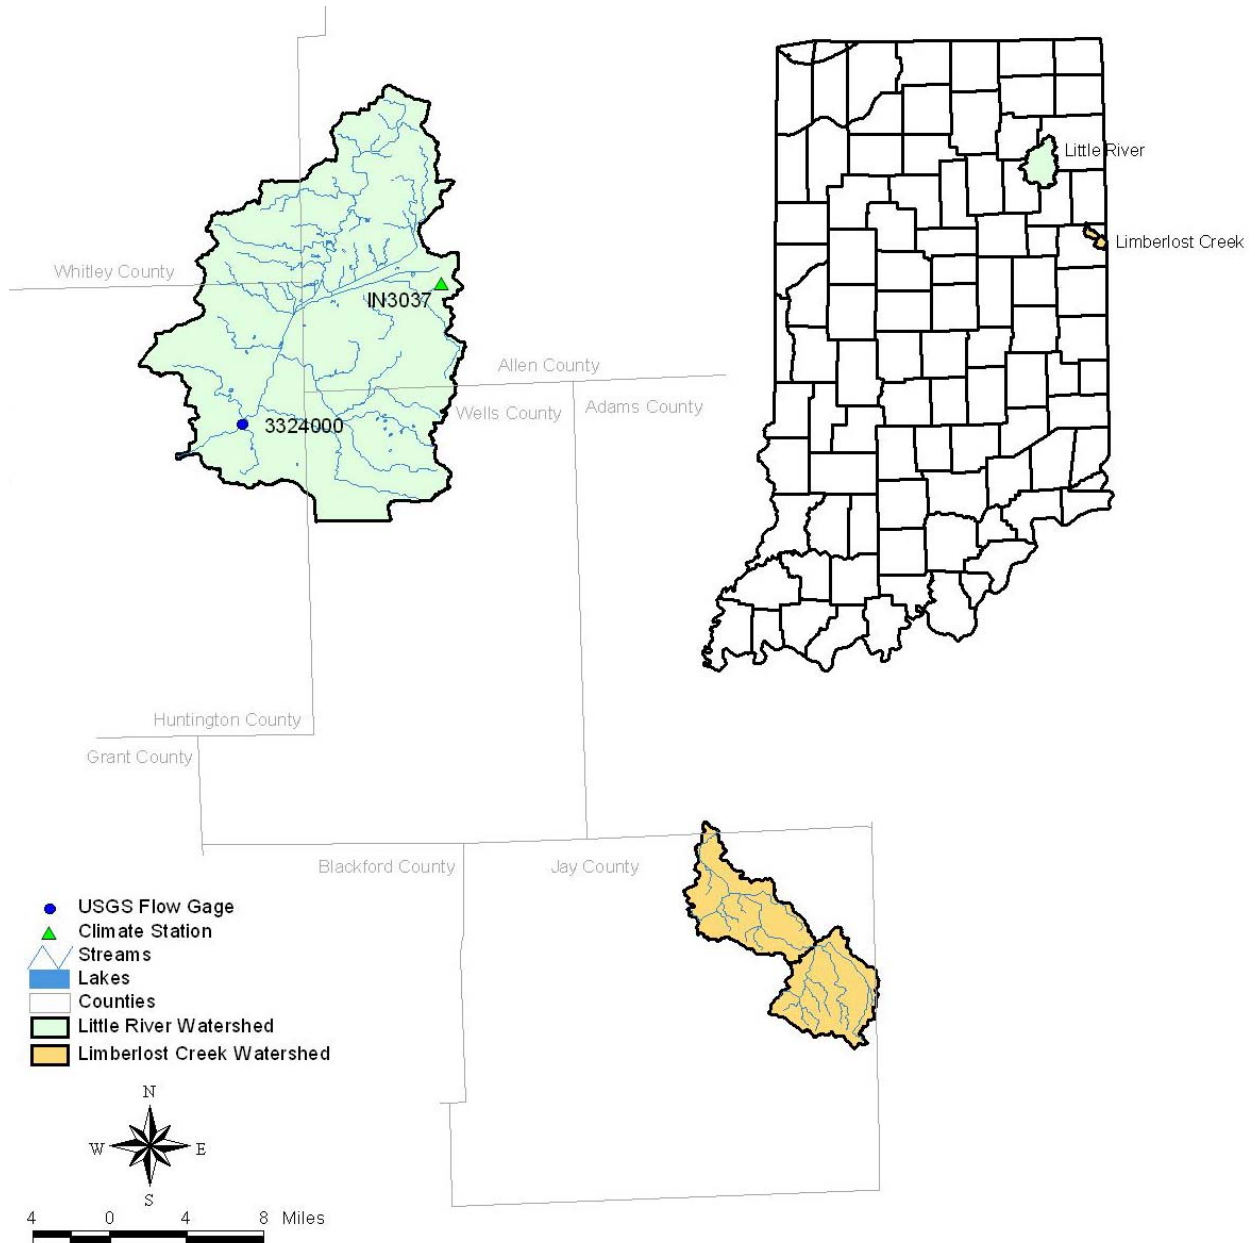 Little River
Limberlost Creek
Whitley County
IN3037
Allen County
Wells County
Adams County
3324000
Huntington County
Grant County
Blackford County
Jay County
USGS Flow Gage
Climate Station
Streams
Lakes
Counties
Little River Watershed
Limberlost Creek Watershed
N
W
E
S
4 0 4 8 Miles